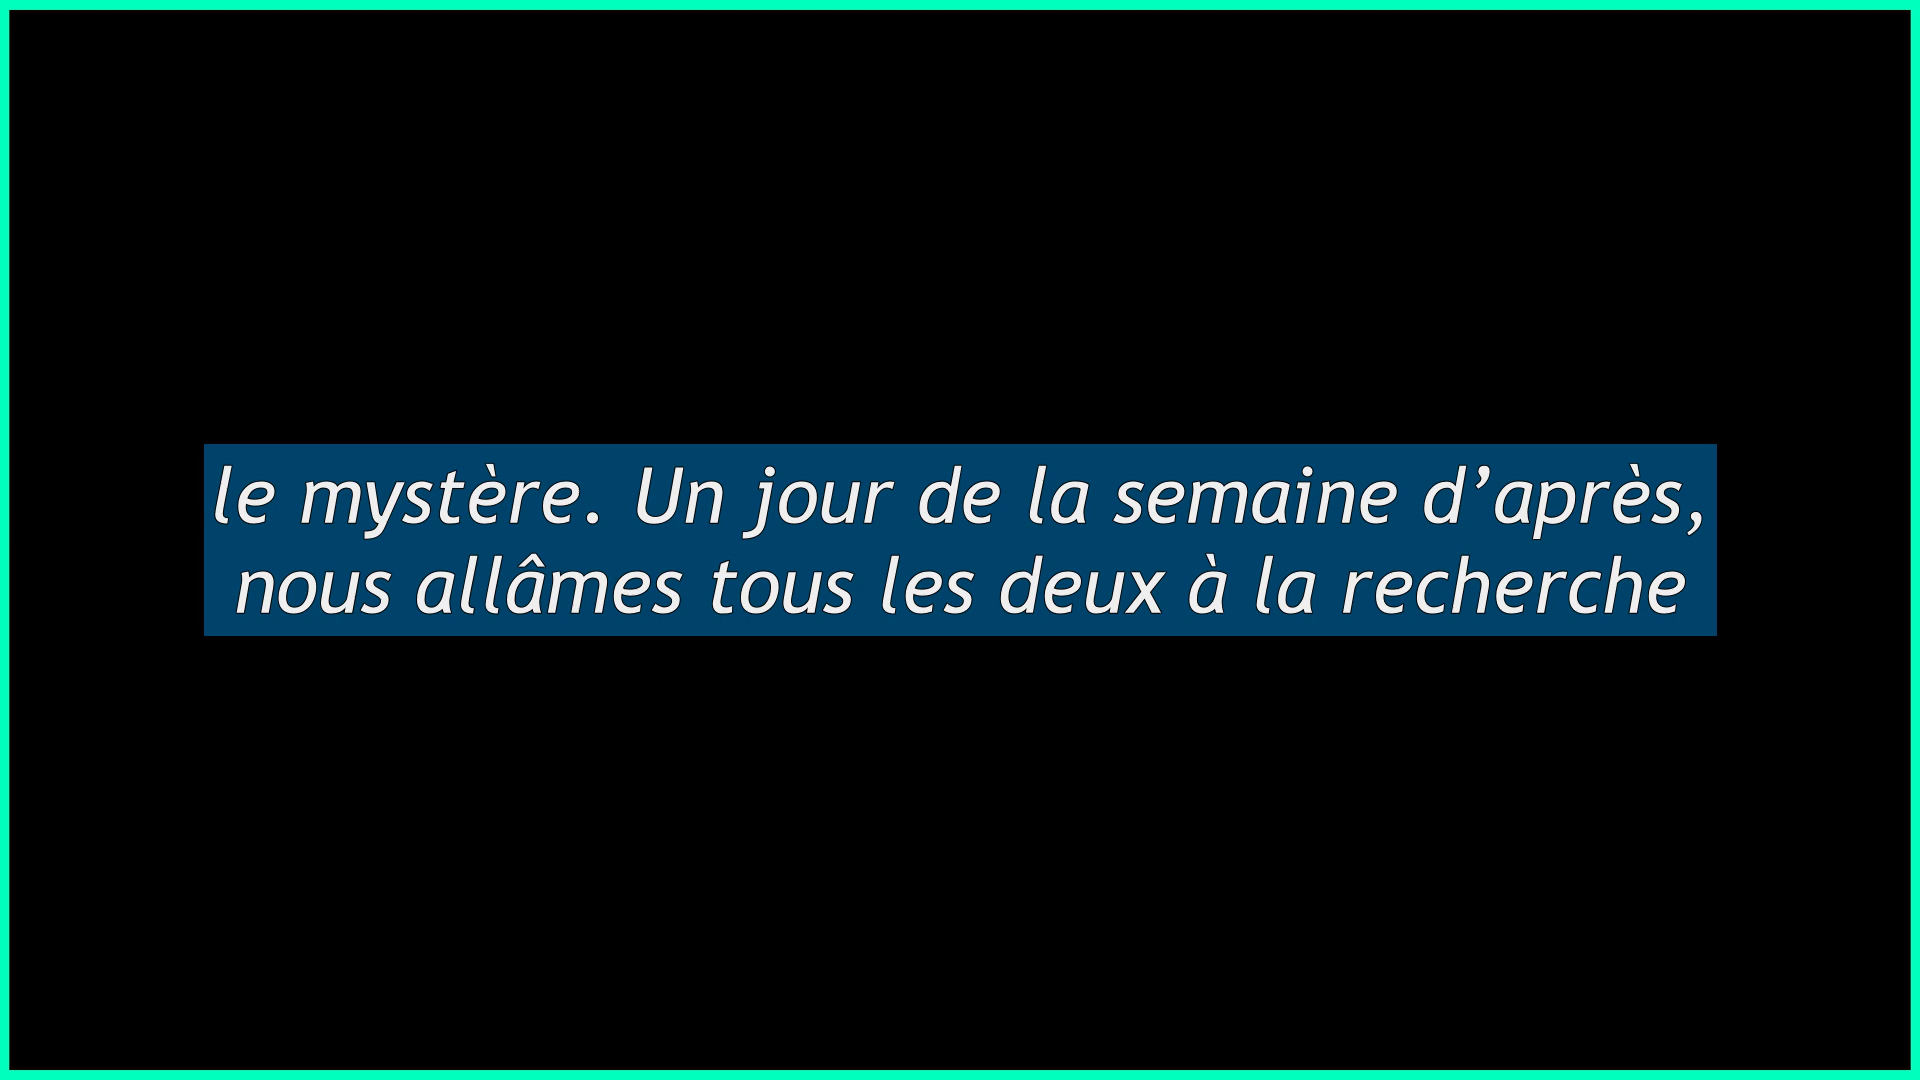 le mystère. Un jour de la semaine d’après,
nous allâmes tous les deux à la recherche